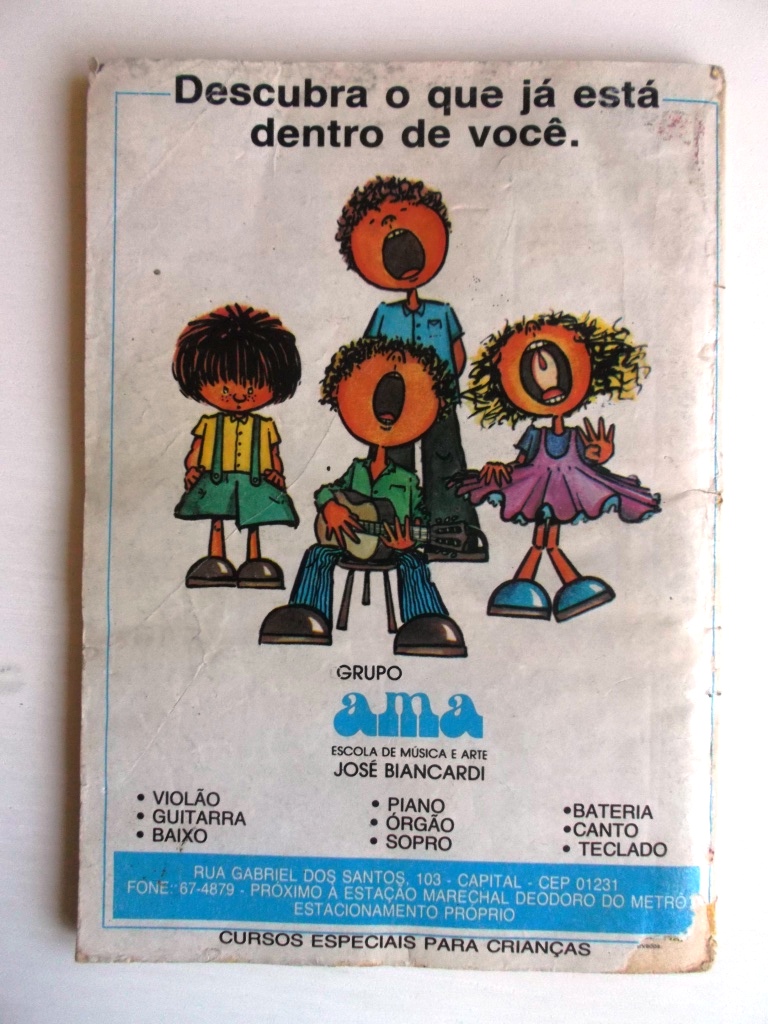 Descubra o que já está
dentro de você.
GRUPO
ama
ESCOLA DE MÚSICA E ARTE
JOSÉ BIANCARDI
• VIOLÃO
• GUITARRA
• BAIXO
• PIANO
• ÓRGÃO
• SOPRO
• BATERIA
• CANTO
• TECLADO
RUA GABRIEL DOS SANTOS, 103 - CAPITAL - CEP 01231
FONE: 67-4879 - PRÓXIMO À ESTAÇÃO MARECHAL DEODORO DO METRÔ
ESTACIONAMENTO PRÓPRIO
CURSOS ESPECIAIS PARA CRIANÇAS